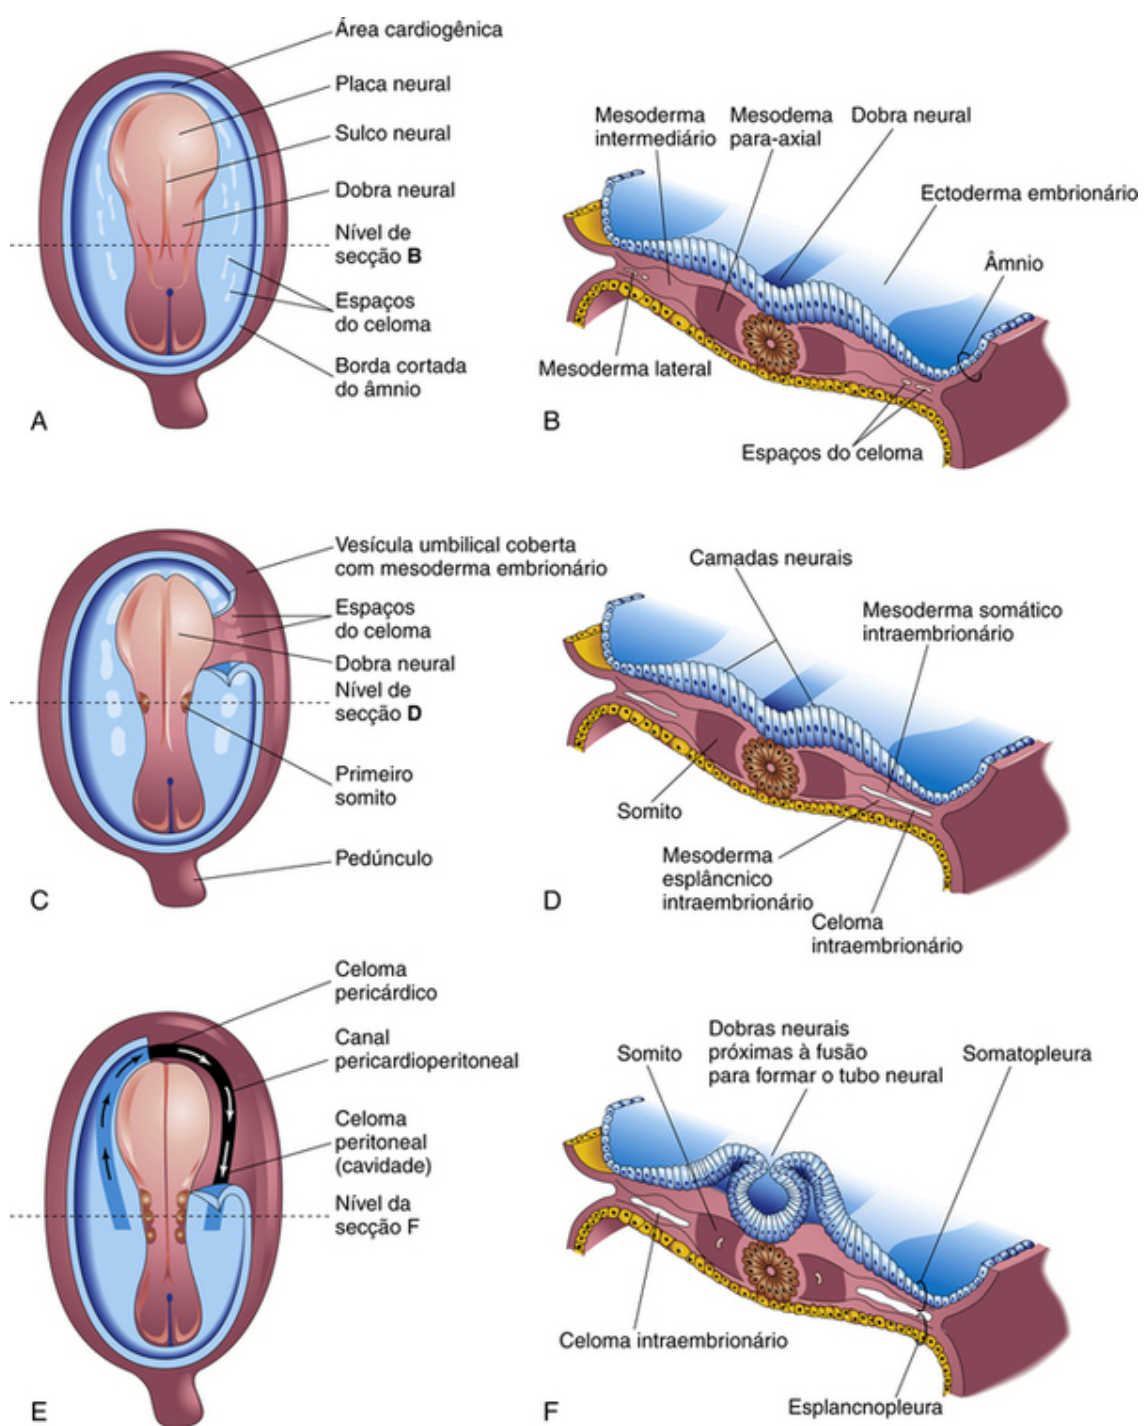 Área cardiogênica
Placa neural
Sulco neural
Dobra neural
Nível de
secção B
Espaços
do celoma
Borda cortada
do âmnio
A
Mesoderma
intermediário
Mesodema
para-axial
Dobra neural
Ectoderma embrionário
Âmnio
Mesoderma lateral
Espaços do celoma
B
Vesícula umbilical coberta
com mesoderma embrionário
Espaços
do celoma
Dobra neural
Nível de
secção D
Primeiro
somito
Pedúnculo
C
Camadas neurais
Mesoderma somático
intraembrionário
Somito
Mesoderma
esplâncnico
intraembrionário
Celoma
intraembrionário
D
Celoma
pericárdico
Canal
pericardioperitoneal
Celoma
peritoneal
(cavidade)
Nível da
secção F
E
Somito
Dobras neurais
próximas à fusão
para formar o tubo neural
Somatopleura
Celoma intraembrionário
Esplancnopleura
F